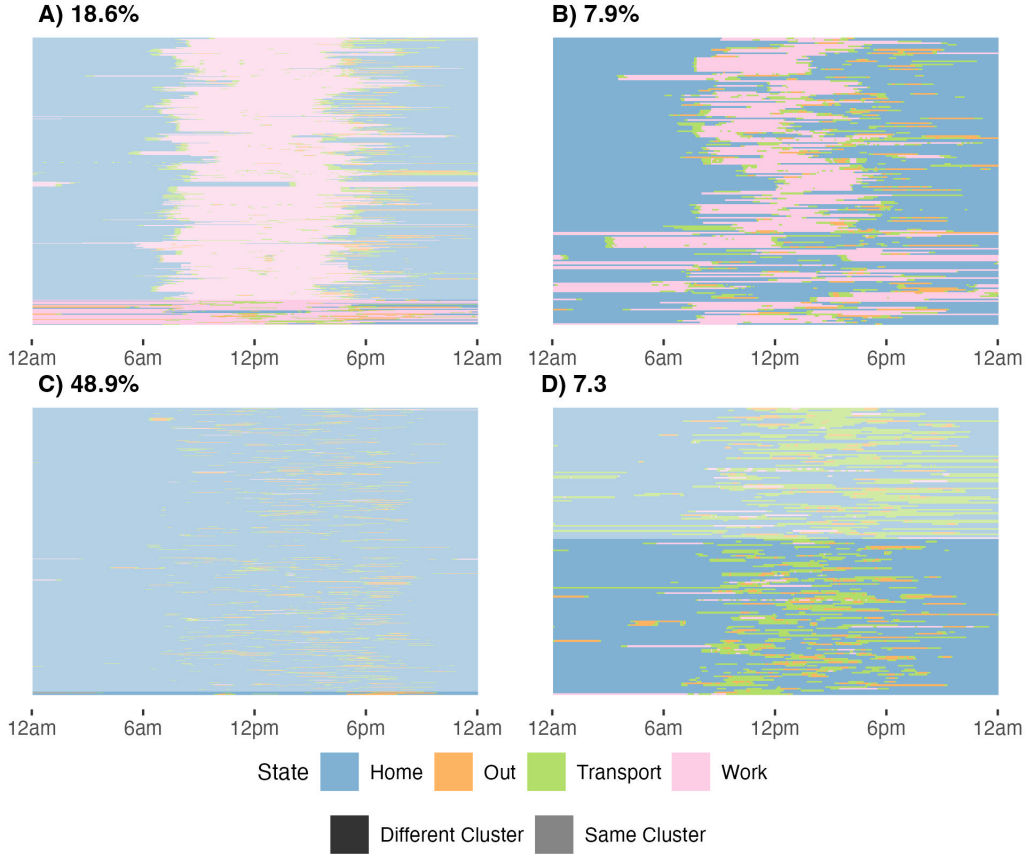 A) 18.6%
B) 7.9%
12am 6am 12pm 6pm 12am
12am 6am 12pm 6pm 12am
C) 48.9%
D) 7.3
12am 6am 12pm 6pm 12am
12am 6am 12pm 6pm 12am
State Home Out Transport Work
Different Cluster Same Cluster